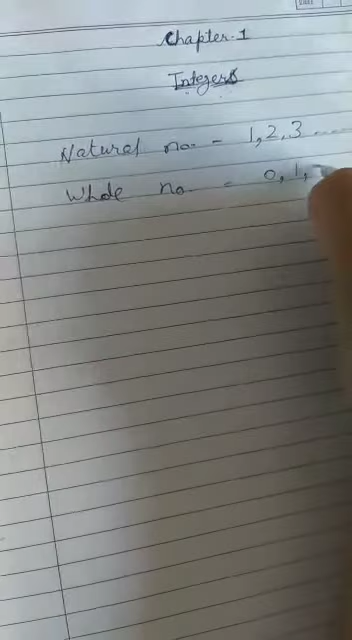 Chapter-1
Integers
Natural no. - 1, 2, 3 .....
Whole no. - 0, 1,